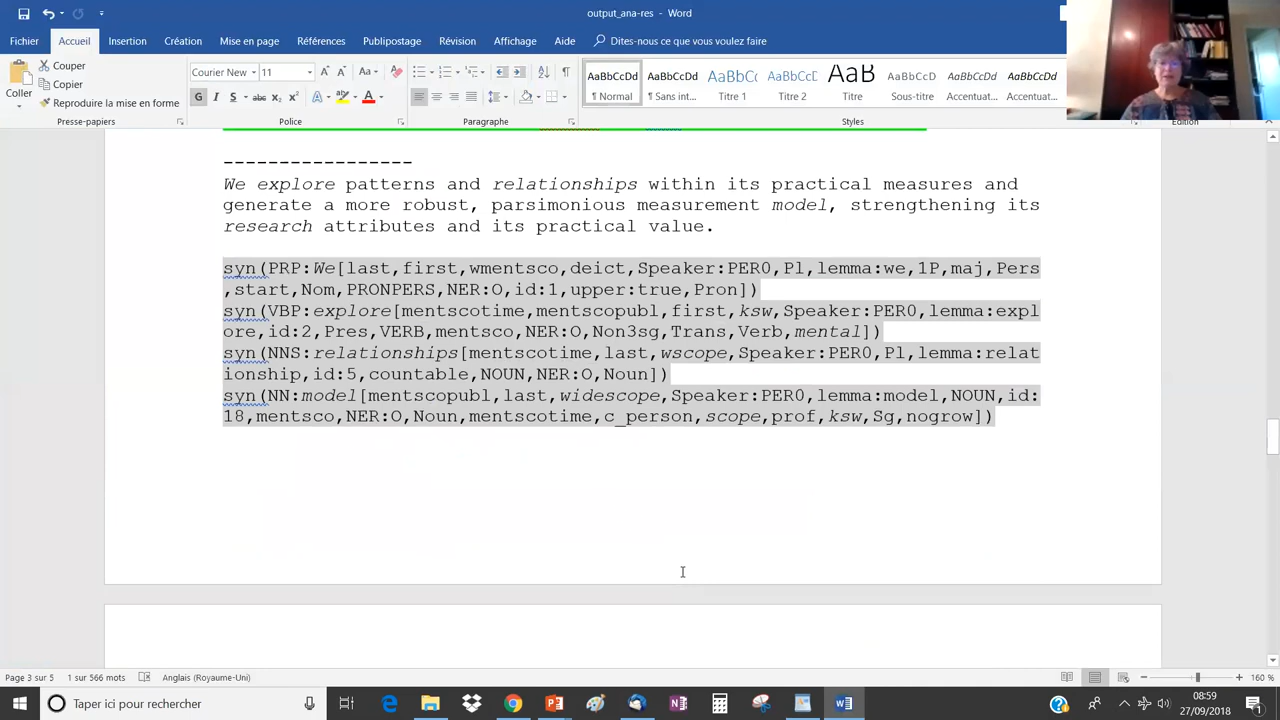 output_ana-res - Word
Fichier Accueil Insertion Création Mise en page Références Publipostage Révision Affichage Aide Dites-nous ce que vous voulez faire
Coller
Couper
Copier
Reproduire la mise en forme
Presse-papiers
Courier New 11
Police
Paragraphe
AaBbCcDd AaBbCcDd AaBbC( AaBbCcD AaB AaBbCcD AaBbCcDd AaBbCcDd
¶ Normal ¶ Sans int... Titre 1 Titre 2 Titre Sous-titre Accentuat... Accentuat...
Styles
Edition
-----------------
We explore patterns and relationships within its practical measures and
generate a more robust, parsimonious measurement model, strengthening its
research attributes and its practical value.
syn(PRP:We[last,first,wmentsco,deict,Speaker:PER0,Pl,lemma:we,1P,maj,Pers
,start,Nom,PRONPERS,NER:O,id:1,upper:true,Pron])
syn(VBP:explore[mentscotime,mentscopubl,first,ksw,Speaker:PER0,lemma:expl
ore,id:2,Pres,VERB,mentsco,NER:O,Non3sg,Trans,Verb,mental])
syn(NNS:relationships[mentscotime,last,wscope,Speaker:PER0,Pl,lemma:relat
ionship,id:5,countable,NOUN,NER:O,Noun])
syn(NN:model[mentscopubl,last,widescope,Speaker:PER0,lemma:model,NOUN,id:
18,mentsco,NER:O,Noun,mentscotime,c_person,scope,prof,ksw,Sg,nogrow])
Page 3 sur 5 1 sur 566 mots Anglais (Royaume-Uni) 160 %
Taper ici pour rechercher
08:59
27/09/2018